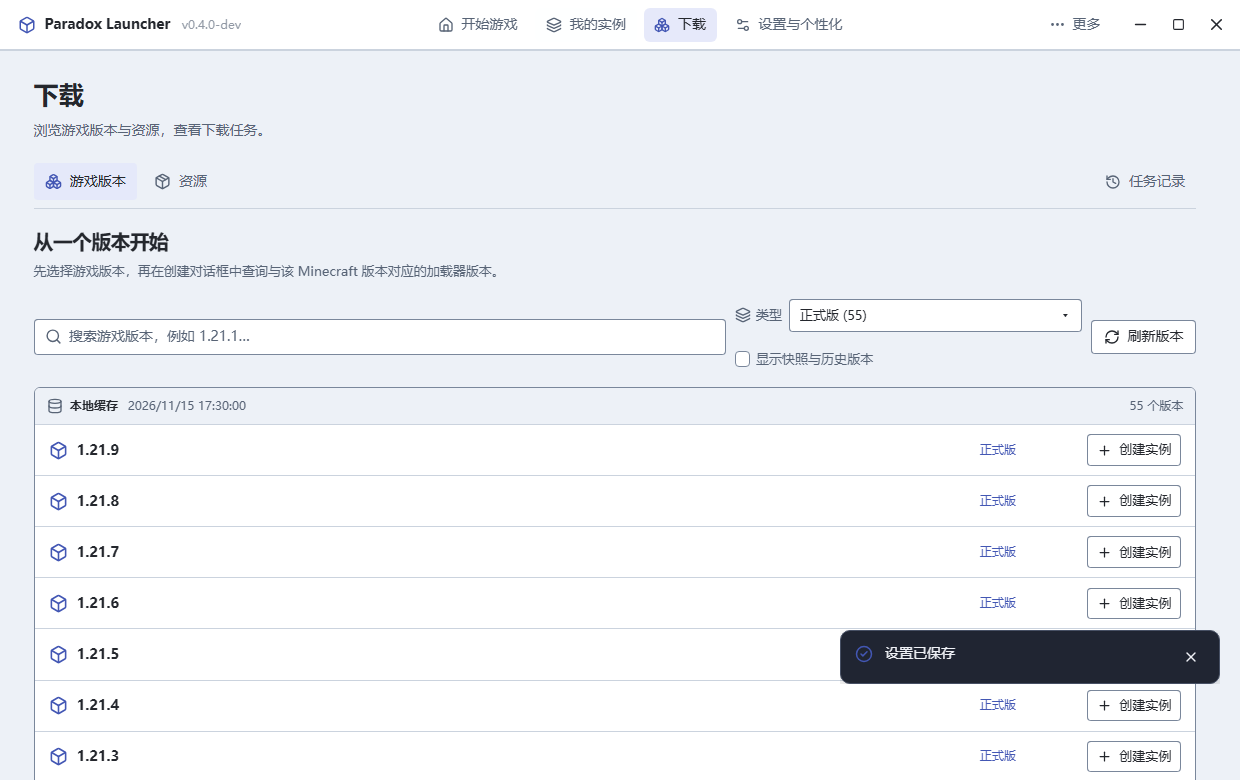 Paradox Launcher v0.4.0-dev 开始游戏 我的实例 下载 设置与个性化 更多
下载
浏览游戏版本与资源，查看下载任务。
游戏版本 资源 任务记录
从一个版本开始
先选择游戏版本，再在创建对话框中查询与该 Minecraft 版本对应的加载器版本。
搜索游戏版本，例如 1.21.1... 类型 正式版 (55) 刷新版本
显示快照与历史版本
本地缓存 2026/11/15 17:30:00 55 个版本
1.21.9 正式版 创建实例
1.21.8 正式版 创建实例
1.21.7 正式版 创建实例
1.21.6 正式版 创建实例
1.21.5 设置已保存
1.21.4 正式版 创建实例
1.21.3 正式版 创建实例